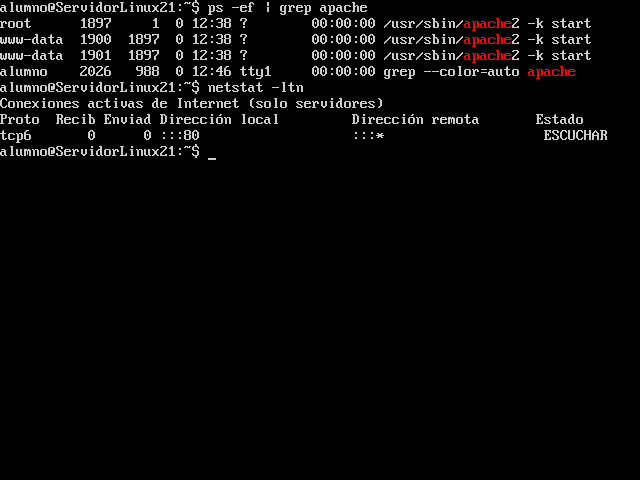 alumno@ServidorLinux21:~$ ps -ef | grep apache
root      1897     1  0 12:38 ?        00:00:00 /usr/sbin/apache2 -k start
www-data  1900  1897  0 12:38 ?        00:00:00 /usr/sbin/apache2 -k start
www-data  1901  1897  0 12:38 ?        00:00:00 /usr/sbin/apache2 -k start
alumno    2026   988  0 12:46 tty1     00:00:00 grep --color=auto apache
alumno@ServidorLinux21:~$ netstat -ltn
Conexiones activas de Internet (solo servidores)
Proto  Recib Enviad Dirección local         Dirección remota       Estado
tcp6       0      0 :::80                   :::*                    ESCUCHAR
alumno@ServidorLinux21:~$ _